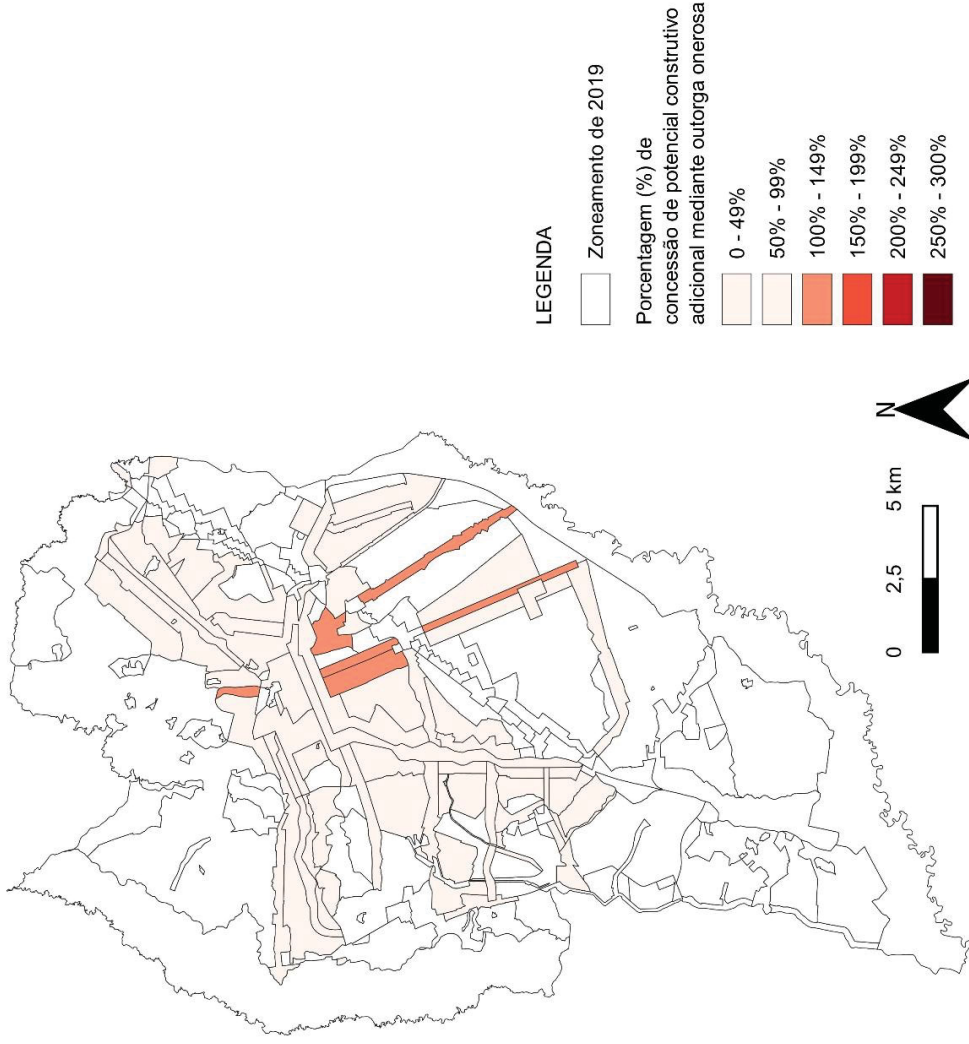 LEGENDA
Zoneamento de 2019
Porcentagem (%) de
concessão de potencial construtivo
adicional mediante outorga onerosa
0 - 49%
50% - 99%
100% - 149%
150% - 199%
200% - 249%
250% - 300%
N
0 2,5 5 km